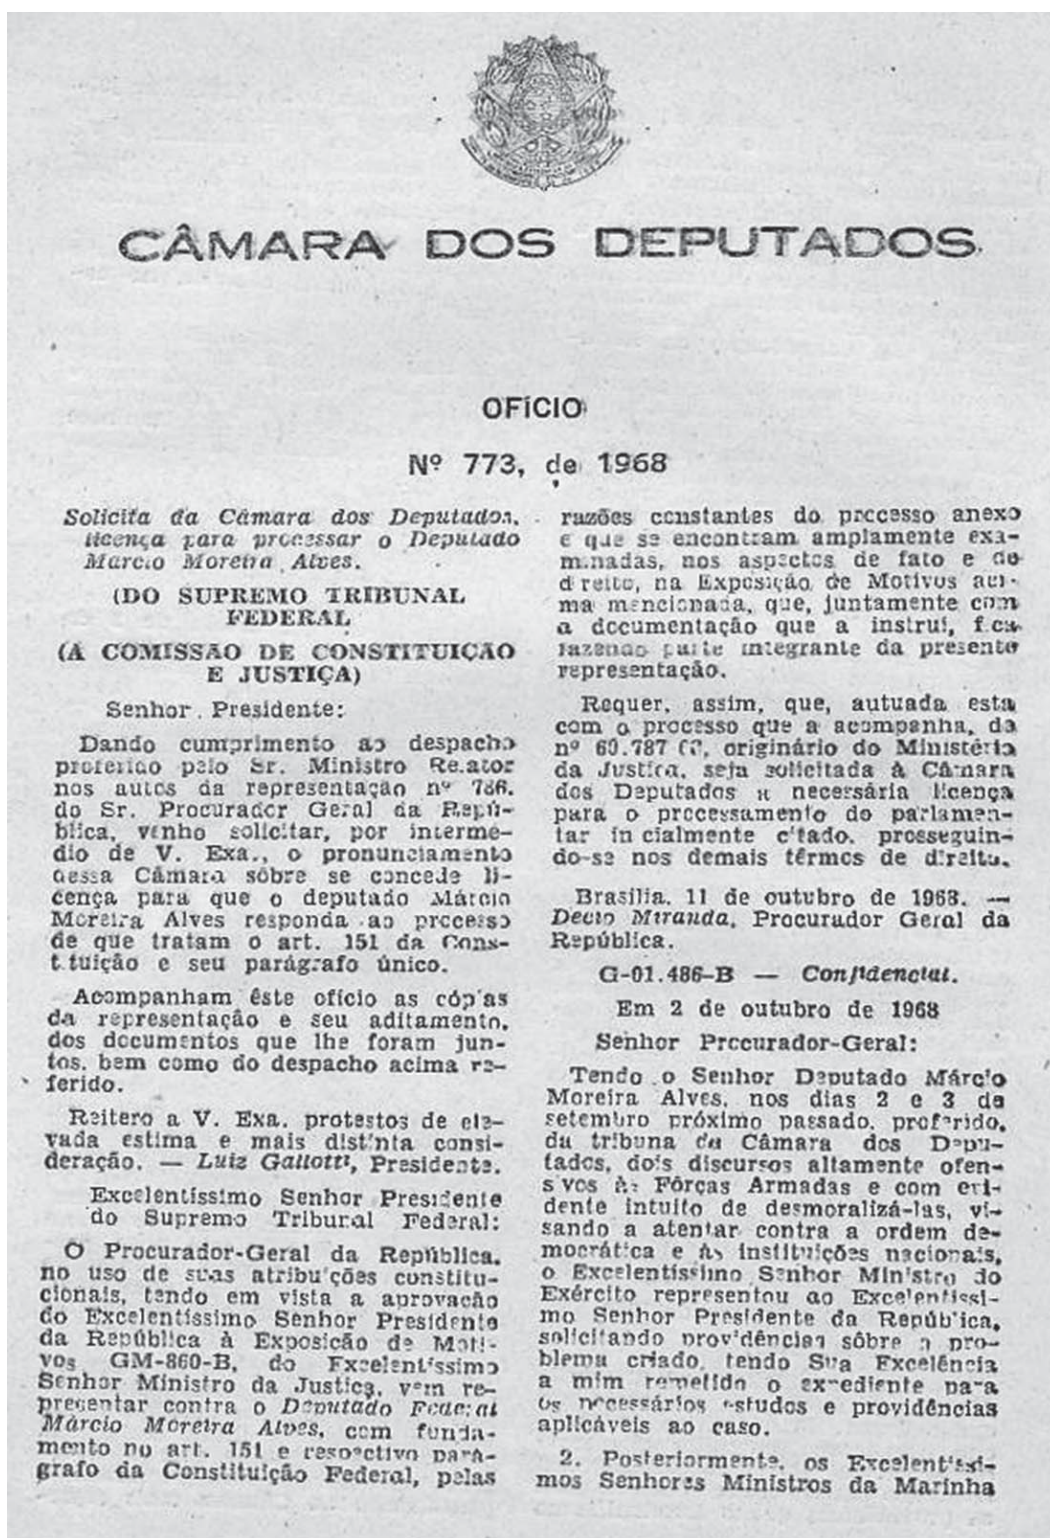 CÂMARA DOS DEPUTADOS
OFÍCIO
Nº 773, de 1968
Solicita da Câmara dos Deputados,
licença para processar o Deputado
Marcio Moreira Alves.
(DO SUPREMO TRIBUNAL
FEDERAL
(À COMISSÃO DE CONSTITUIÇÃO
E JUSTIÇA)
Senhor Presidente:
Dando cumprimento ao despacho
proferido pelo Sr. Ministro Relator
nos autos da representação nº 786,
do Sr. Procurador Geral da Repú-
blica, venho solicitar, por intermé-
dio de V. Exa., o pronunciamento
dessa Câmara sôbre se concede li-
cença para que o deputado Márcio
Moreira Alves responda ao processo
de que tratam o art. 151 da Cons-
tituição e seu parágrafo único.
Acompanham êste ofício as cópias
da representação e seu aditamento,
dos documentos que lhe foram jun-
tos, bem como do despacho acima re-
ferido.
Reitero a V. Exa. protestos de ele-
vada estima e mais distinta consi-
deração. — Luiz Gallotti, Presidente.
Excelentíssimo Senhor Presidente
do Supremo Tribunal Federal:
O Procurador-Geral da República,
no uso de suas atribuições constitu-
cionais, tendo em vista a aprovação
do Excelentíssimo Senhor Presidente
da República à Exposição de Moti-
vos GM-860-B, do Excelentíssimo
Senhor Ministro da Justiça, vem re-
presentar contra o Deputado Federal
Márcio Moreira Alves, com funda-
mento no art. 151 e respectivo pará-
grafo da Constituição Federal, pelas
razões constantes do processo anexo
e que se encontram amplamente exa-
minadas, nos aspectos de fato e de
direito, na Exposição de Motivos aci-
ma mencionada, que, juntamente com
a documentação que a instrui, fica
fazendo parte integrante da presente
representação.
Requer, assim, que, autuada esta
com o processo que a acompanha, de
nº 60.787, originário do Ministério
da Justiça, seja solicitada à Câmara
dos Deputados a necessária licença
para o processamento do parlamen-
tar inicialmente citado, prosseguin-
do-se nos demais têrmos de direito.
Brasília, 11 de outubro de 1968. —
Decio Miranda, Procurador Geral da
República.
G-01.486-B — Confidencial.
Em 2 de outubro de 1968
Senhor Procurador-Geral:
Tendo o Senhor Deputado Márcio
Moreira Alves, nos dias 2 e 3 de
setembro próximo passado, proferido,
da tribuna da Câmara dos Depu-
tados, dois discursos altamente ofen-
sivos às Fôrças Armadas e com evi-
dente intuito de desmoralizá-las, vi-
sando a atentar contra a ordem de-
mocrática e às instituições nacionais,
o Excelentíssimo Senhor Ministro do
Exército representou ao Excelentíssi-
mo Senhor Presidente da República,
solicitando providências sôbre o pro-
blema criado, tendo Sua Excelência
a mim remetido o expediente para
os necessários estudos e providências
aplicáveis ao caso.
2. Posteriormente, os Excelentíssi-
mos Senhores Ministros da Marinha